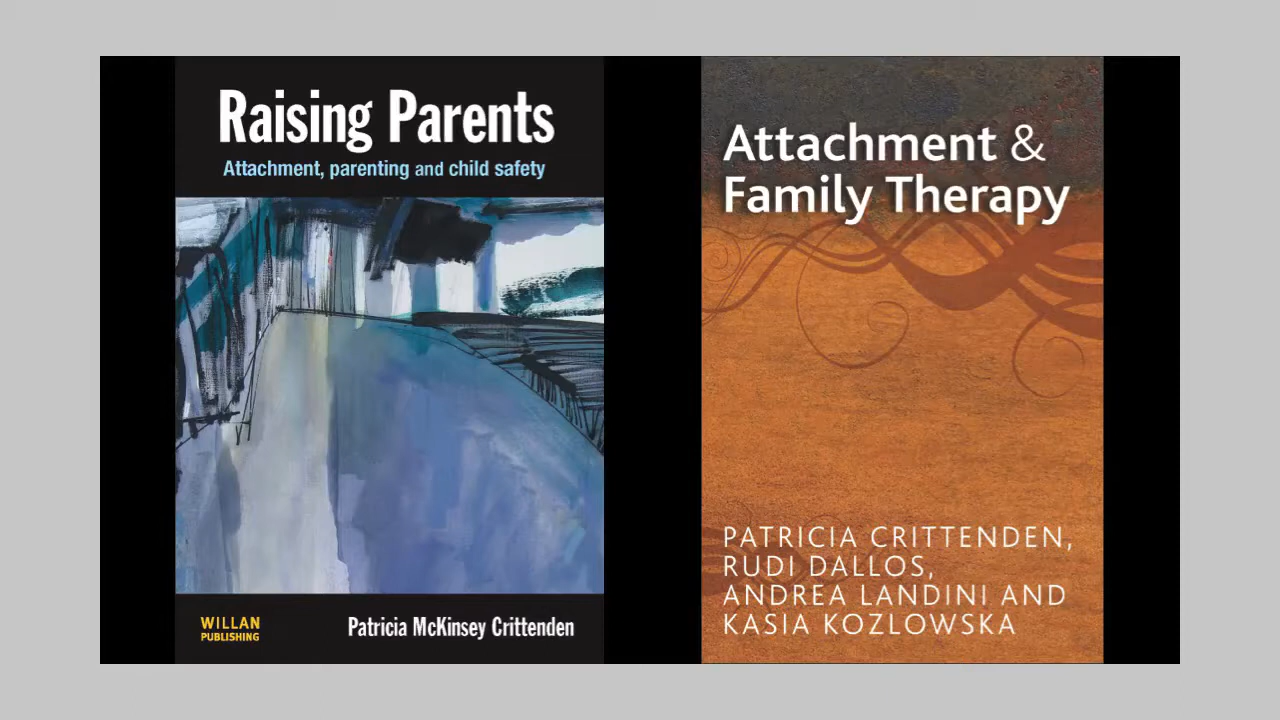 Raising Parents
Attachment, parenting and child safety
WILLAN
PUBLISHING
Patricia McKinsey Crittenden
Attachment &
Family Therapy
PATRICIA CRITTENDEN,
RUDI DALLOS,
ANDREA LANDINI AND
KASIA KOZLOWSKA